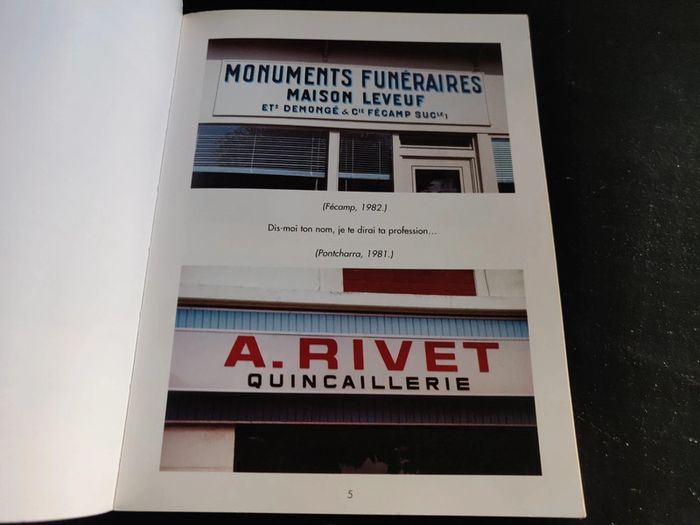 MONUMENTS FUNÉRAIRES
MAISON LEVEUF
ETS DEMONGÉ & CIE FÉCAMP SUCLE1
(Fécamp, 1982.)
Dis-moi ton nom, je te dirai ta profession...
(Pontcharra, 1981.)
A. RIVET
QUINCAILLERIE
5